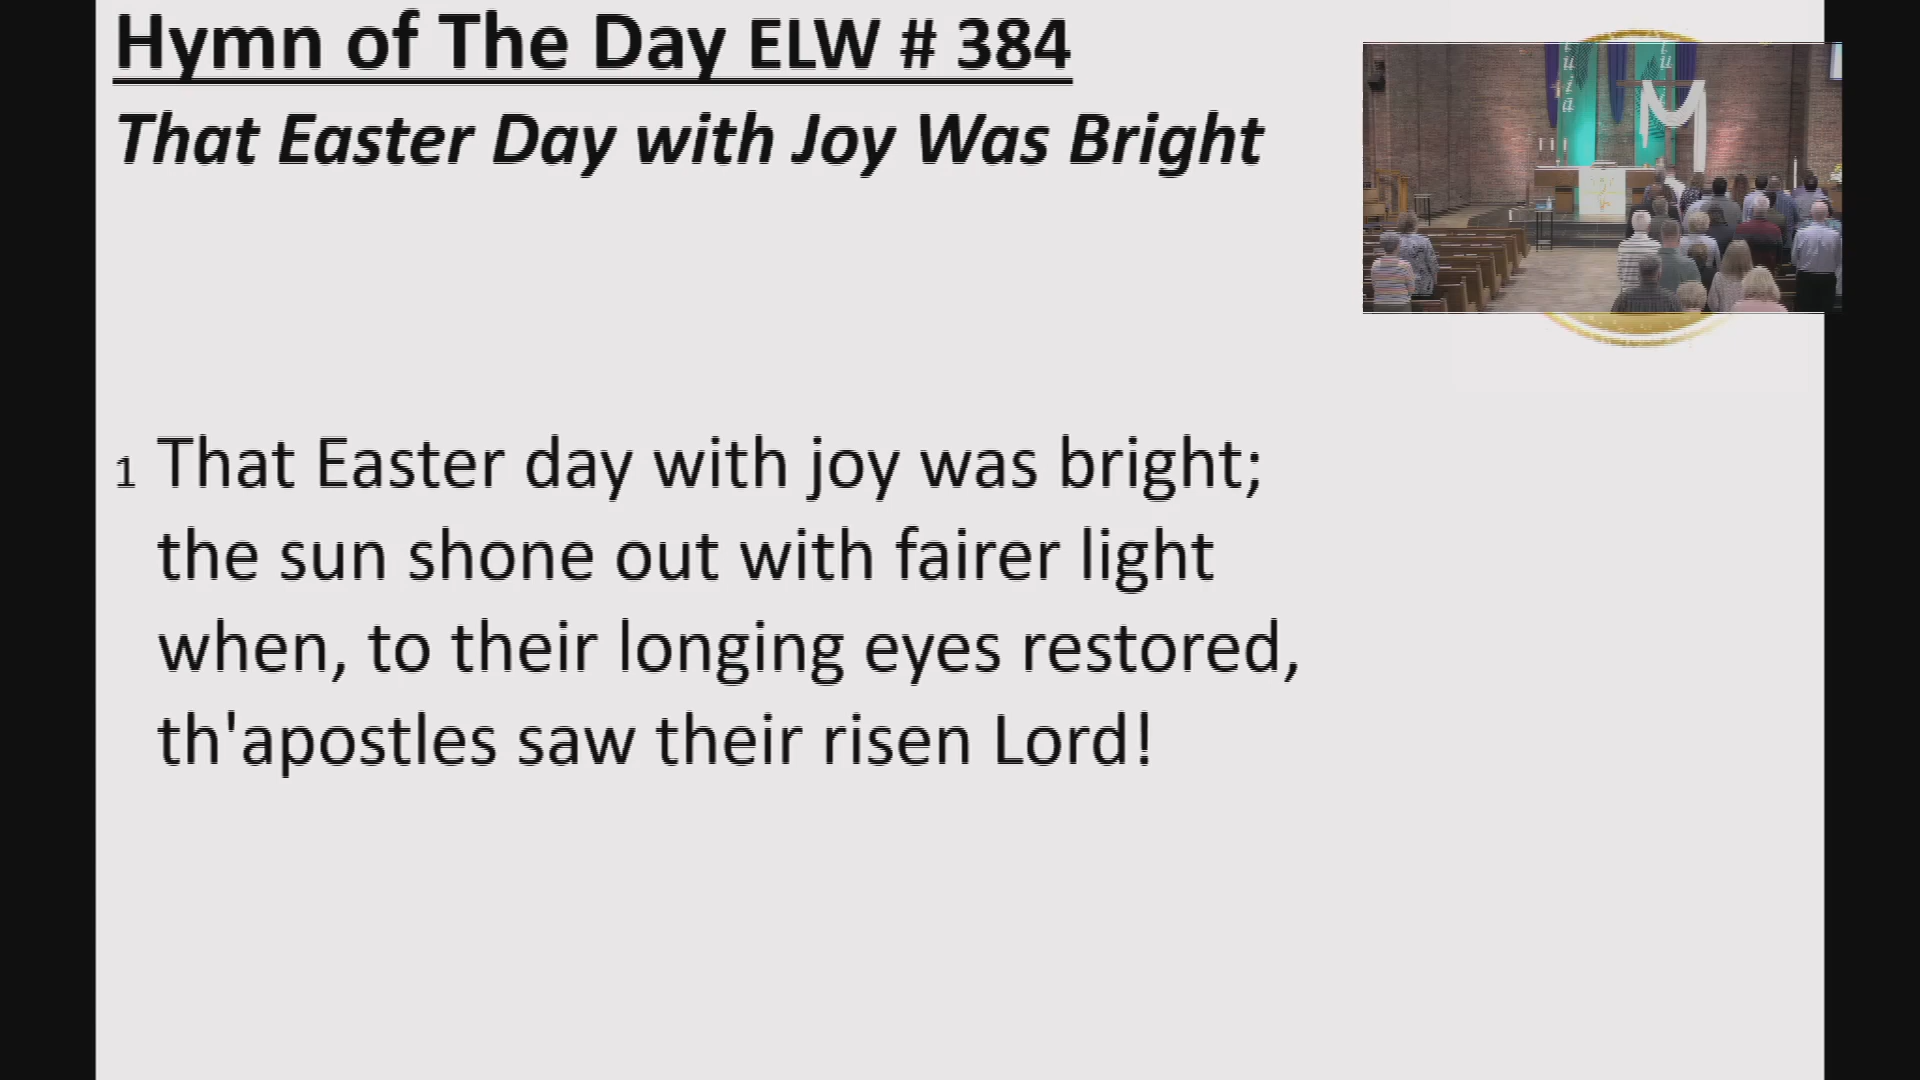 Hymn of The Day ELW # 384
That Easter Day with Joy Was Bright
1 That Easter day with joy was bright;
the sun shone out with fairer light
when, to their longing eyes restored,
th'apostles saw their risen Lord!